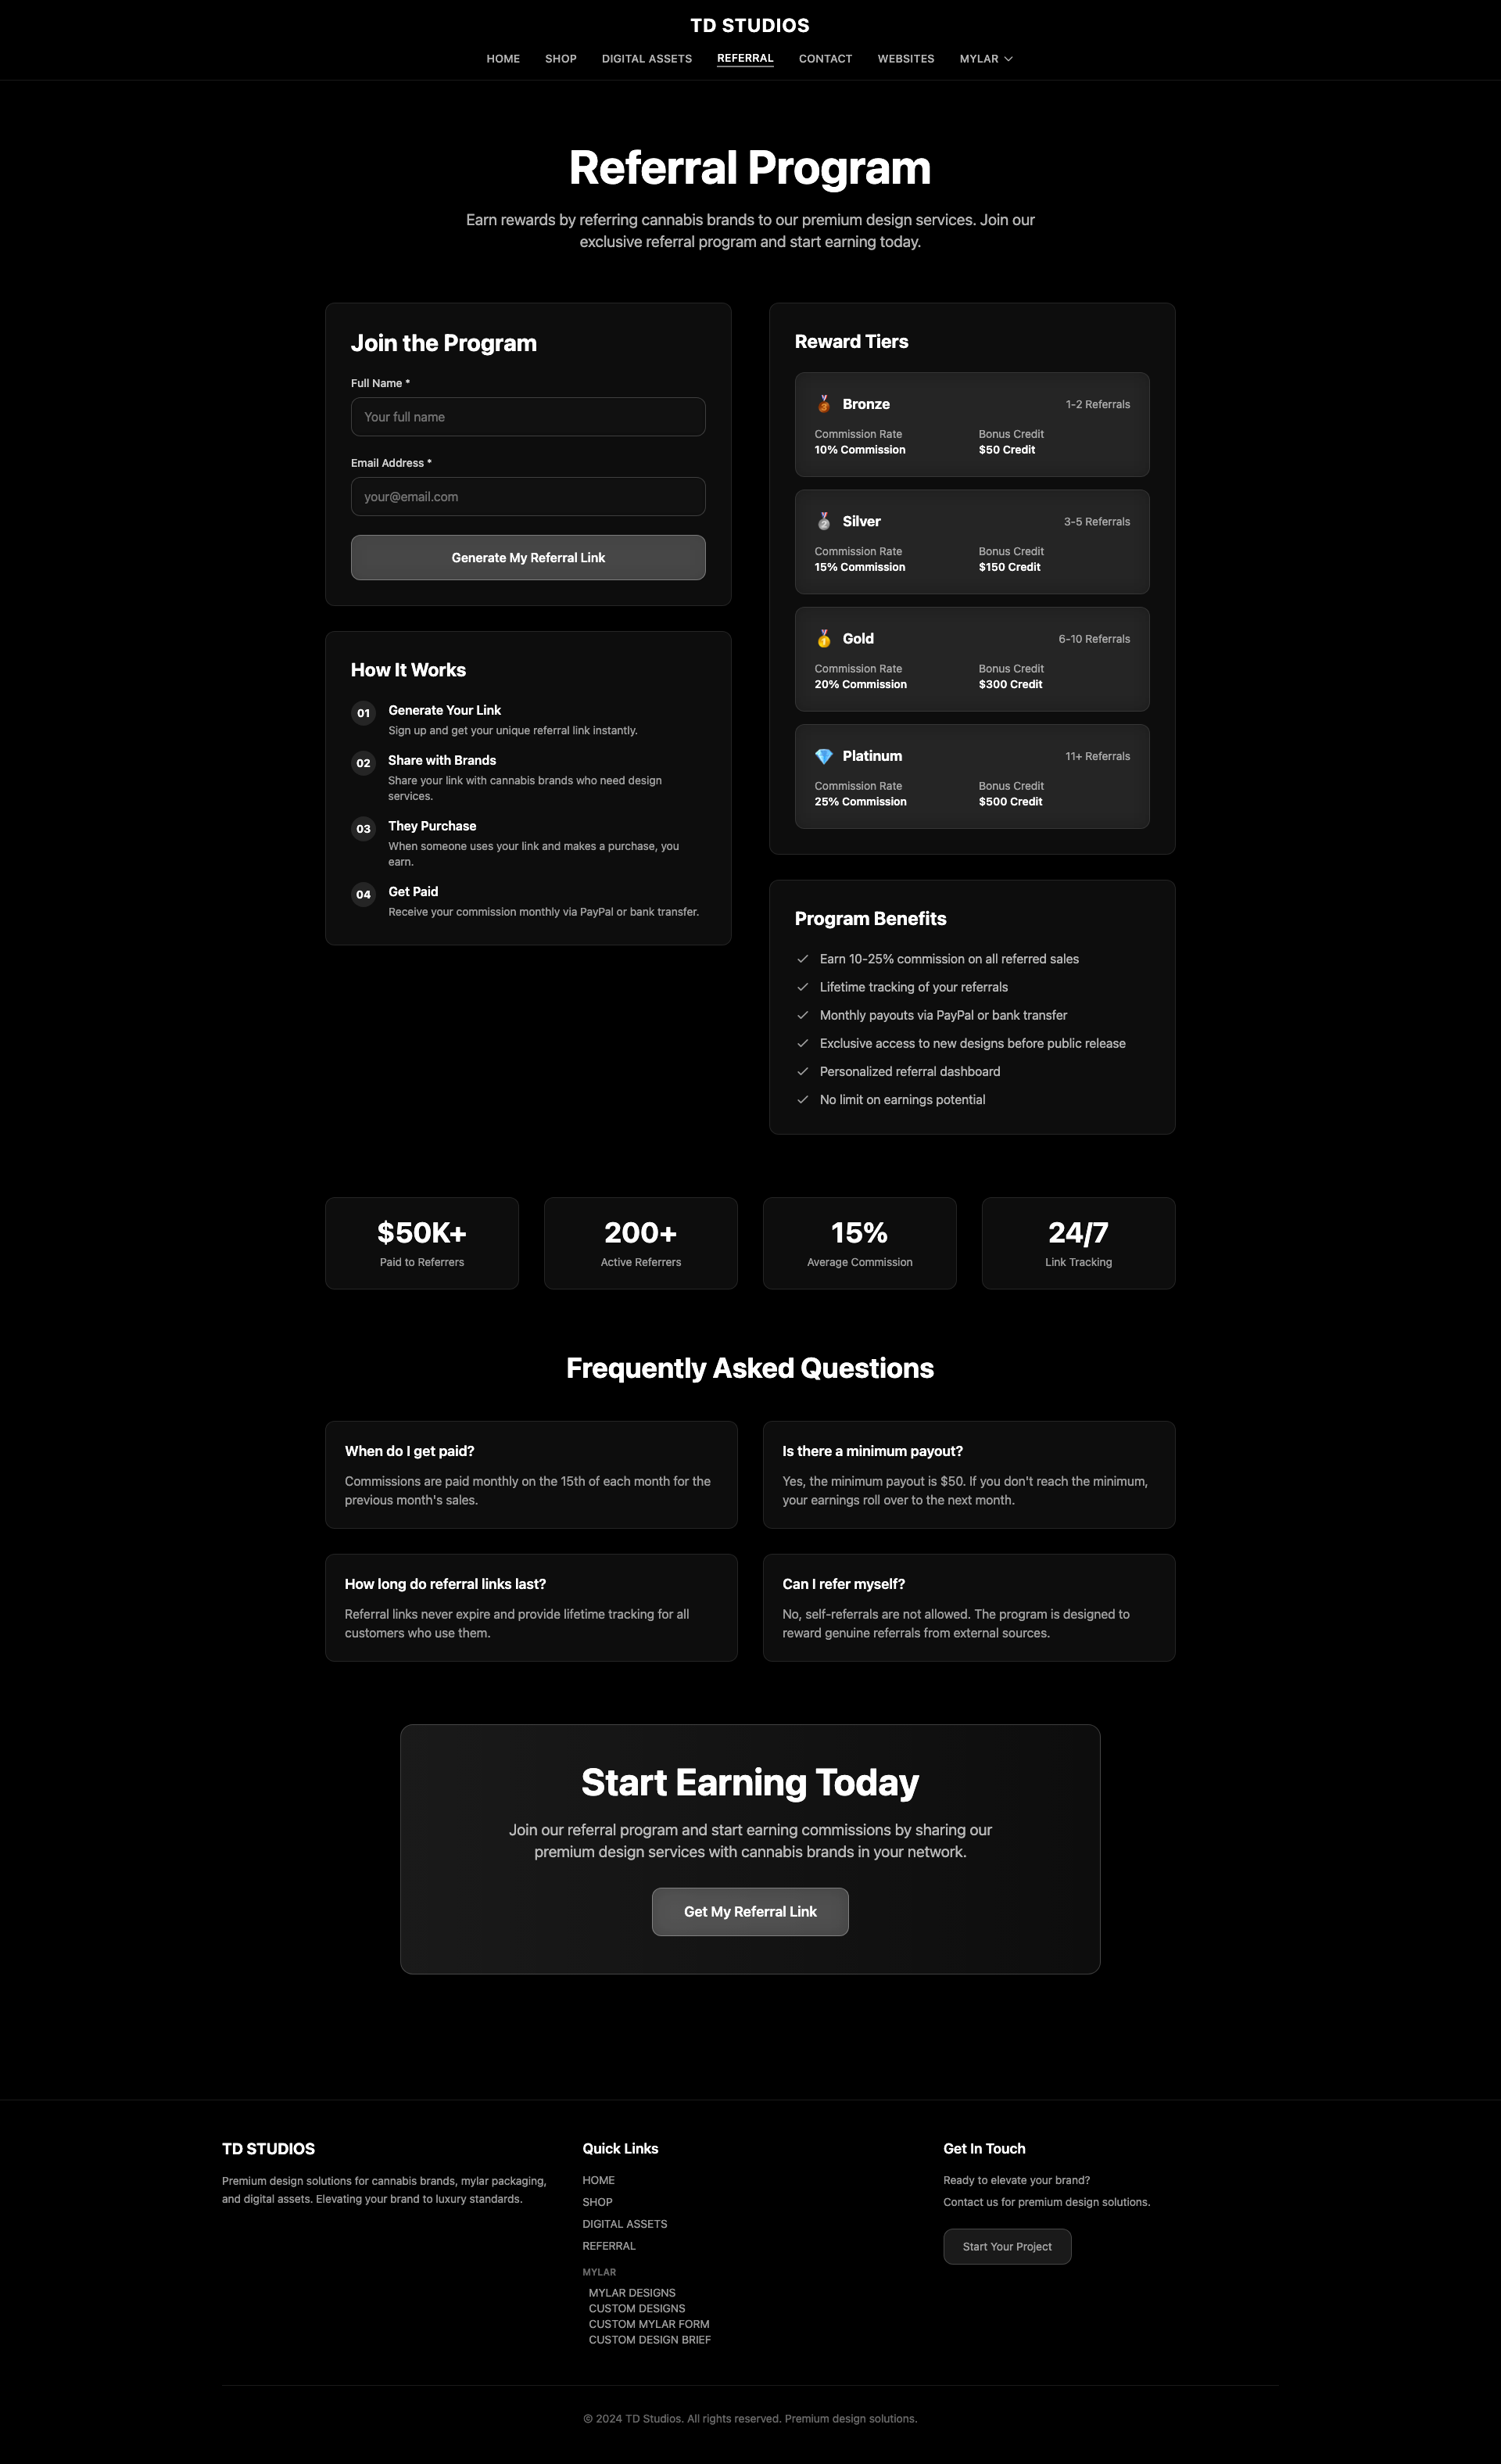 TD STUDIOS
HOME
SHOP
DIGITAL ASSETS
REFERRAL
CONTACT
WEBSITES
MYLAR
Referral Program
Earn rewards by referring cannabis brands to our premium design services. Join our
exclusive referral program and start earning today.
Join the Program
Full Name *
Your full name
Email Address *
your@email.com
Generate My Referral Link
How It Works
01
Generate Your Link
Sign up and get your unique referral link instantly.
02
Share with Brands
Share your link with cannabis brands who need design
services.
03
They Purchase
When someone uses your link and makes a purchase, you
earn.
04
Get Paid
Receive your commission monthly via PayPal or bank transfer.
Reward Tiers
Bronze
1-2 Referrals
Commission Rate
10% Commission
Bonus Credit
$50 Credit
Silver
3-5 Referrals
Commission Rate
15% Commission
Bonus Credit
$150 Credit
Gold
6-10 Referrals
Commission Rate
20% Commission
Bonus Credit
$300 Credit
Platinum
11+ Referrals
Commission Rate
25% Commission
Bonus Credit
$500 Credit
Program Benefits
Earn 10-25% commission on all referred sales
Lifetime tracking of your referrals
Monthly payouts via PayPal or bank transfer
Exclusive access to new designs before public release
Personalized referral dashboard
No limit on earnings potential
$50K+
Paid to Referrers
200+
Active Referrers
15%
Average Commission
24/7
Link Tracking
Frequently Asked Questions
When do I get paid?
Commissions are paid monthly on the 15th of each month for the
previous month's sales.
Is there a minimum payout?
Yes, the minimum payout is $50. If you don't reach the minimum,
your earnings roll over to the next month.
How long do referral links last?
Referral links never expire and provide lifetime tracking for all
customers who use them.
Can I refer myself?
No, self-referrals are not allowed. The program is designed to
reward genuine referrals from external sources.
Start Earning Today
Join our referral program and start earning commissions by sharing our
premium design services with cannabis brands in your network.
Get My Referral Link
TD STUDIOS
Premium design solutions for cannabis brands, mylar packaging,
and digital assets. Elevating your brand to luxury standards.
Quick Links
HOME
SHOP
DIGITAL ASSETS
REFERRAL
MYLAR
MYLAR DESIGNS
CUSTOM DESIGNS
CUSTOM MYLAR FORM
CUSTOM DESIGN BRIEF
Get In Touch
Ready to elevate your brand?
Contact us for premium design solutions.
Start Your Project
© 2024 TD Studios. All rights reserved. Premium design solutions.